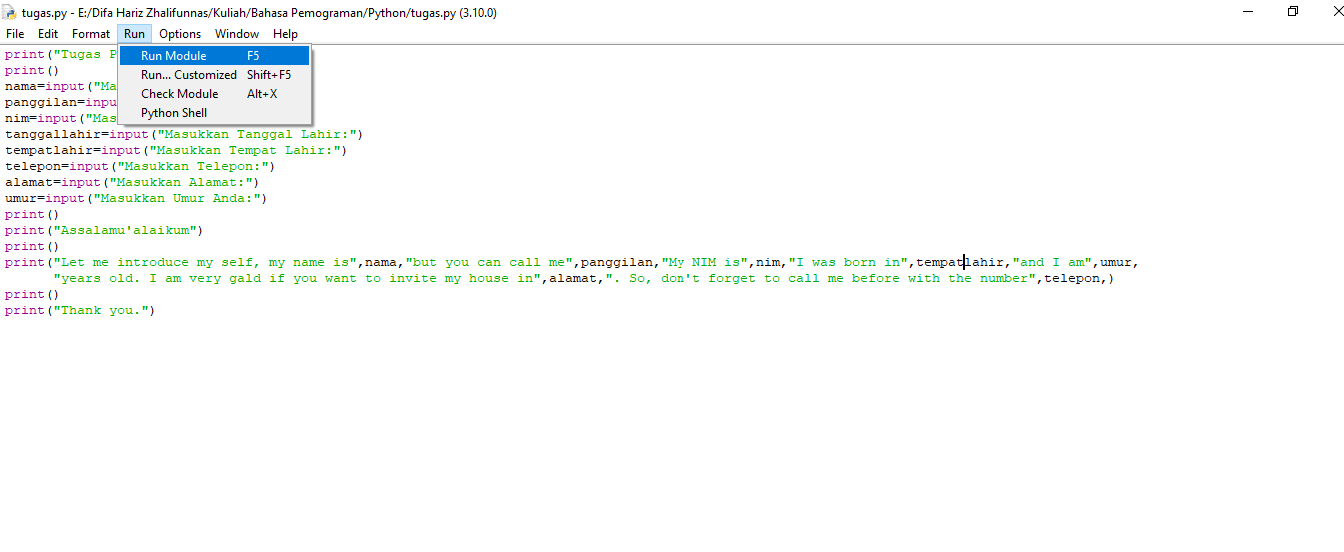 tugas.py - E:/Difa Hariz Zhalifunnas/Kuliah/Bahasa Pemograman/Python/tugas.py (3.10.0)
File Edit Format Run Options Window Help
print("Tugas P
Run Module F5
print()
Run... Customized Shift+F5
nama=input("Ma
Check Module Alt+X
panggilan=inpu
Python Shell
nim=input("Mas
tanggallahir=input("Masukkan Tanggal Lahir:")
tempatlahir=input("Masukkan Tempat Lahir:")
telepon=input("Masukkan Telepon:")
alamat=input("Masukkan Alamat:")
umur=input("Masukkan Umur Anda:")
print()
print("Assalamu'alaikum")
print()
print("Let me introduce my self, my name is",nama,"but you can call me",panggilan,"My NIM is",nim,"I was born in",tempatlahir,"and I am",umur,
"years old. I am very gald if you want to invite my house in",alamat,". So, don't forget to call me before with the number",telepon,)
print()
print("Thank you.")